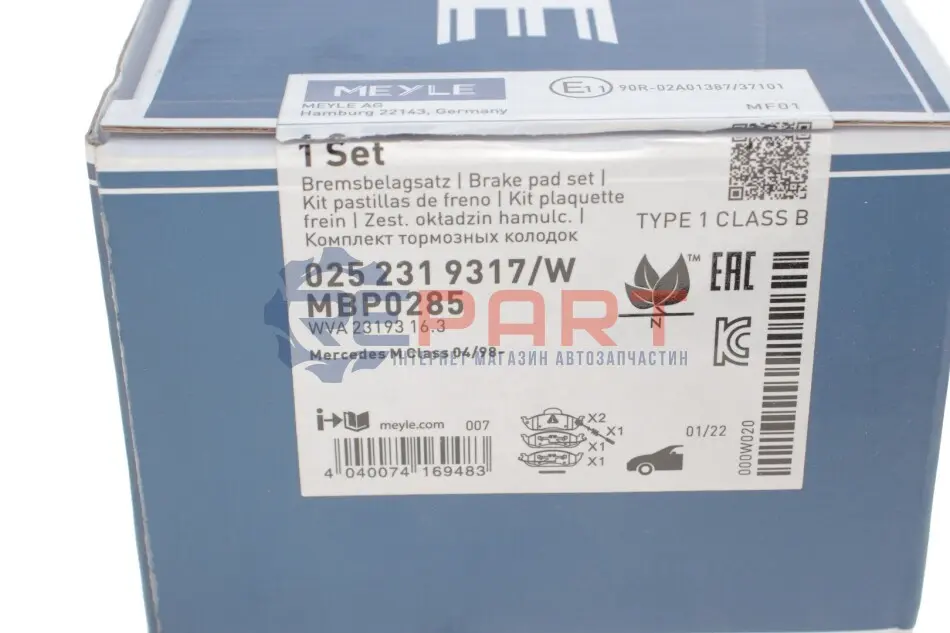 MEYLE
MEYLE AG
Hamburg 22143, Germany
E11 90R-02A01387/37101
MF01
1 Set
Bremsbelagsatz | Brake pad set |
Kit pastillas de freno | Kit plaquette
frein | Zest. okładzin hamulc. |
Комплект тормозных колодок
TYPE 1 CLASS B
025 231 9317/W
MBP0285
WVA 23193 16.3
Mercedes M Class 04/98-
TM
N
EAC
EPART
ІНТЕРНЕТ МАГАЗИН АВТОЗАПЧАСТИН
meyle.com 007
4 040074 169483
X2
X1
X1
X1
01/22
000W020